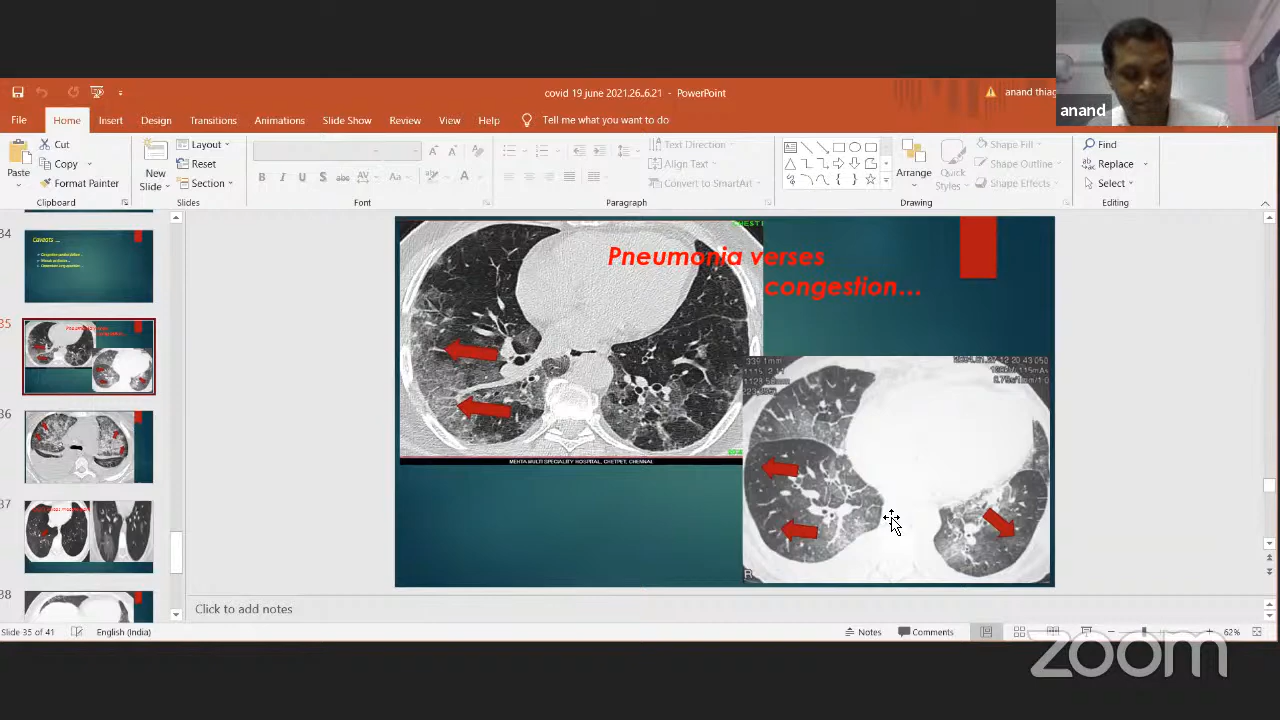 covid 19 june 2021.26..6.21 - PowerPoint
anand thiag
anand
File Home Insert Design Transitions Animations Slide Show Review View Help Tell me what you want to do
Paste
Cut
Copy
Format Painter
Clipboard
New
Slide
Layout
Reset
Section
Slides
B I U S abc AV Aa A
Font
Text Direction
Align Text
Convert to SmartArt
Paragraph
Arrange
Quick
Styles
Shape Fill
Shape Outline
Shape Effects
Drawing
Find
Replace
Select
Editing
34
Caveats ...
35
36
37
38
Pneumonia verses
congestion...
MEHTA MULTI SPECIALITY HOSPITAL, CHETPET, CHENNAI.
R
Click to add notes
Slide 35 of 41 English (India) Notes Comments 62%
zoom